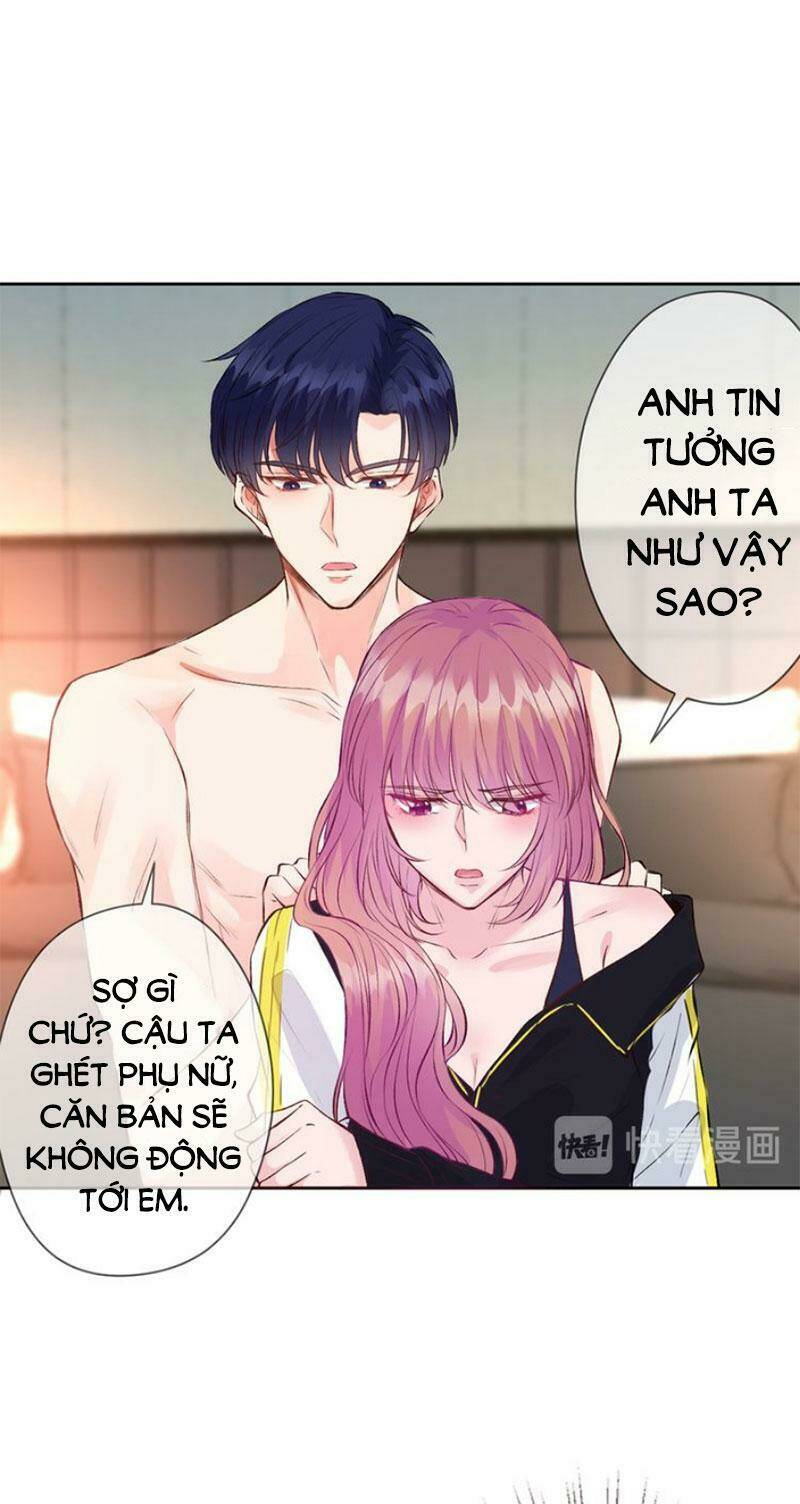 ANH TIN
TƯỞNG
ANH TA
NHƯ VẬY
SAO?
SỢ GÌ
CHỨ? CẬU TA
GHÉT PHỤ NỮ,
CĂN BẢN SẼ
KHÔNG ĐỘNG
TỚI EM.
快看! 快看漫画